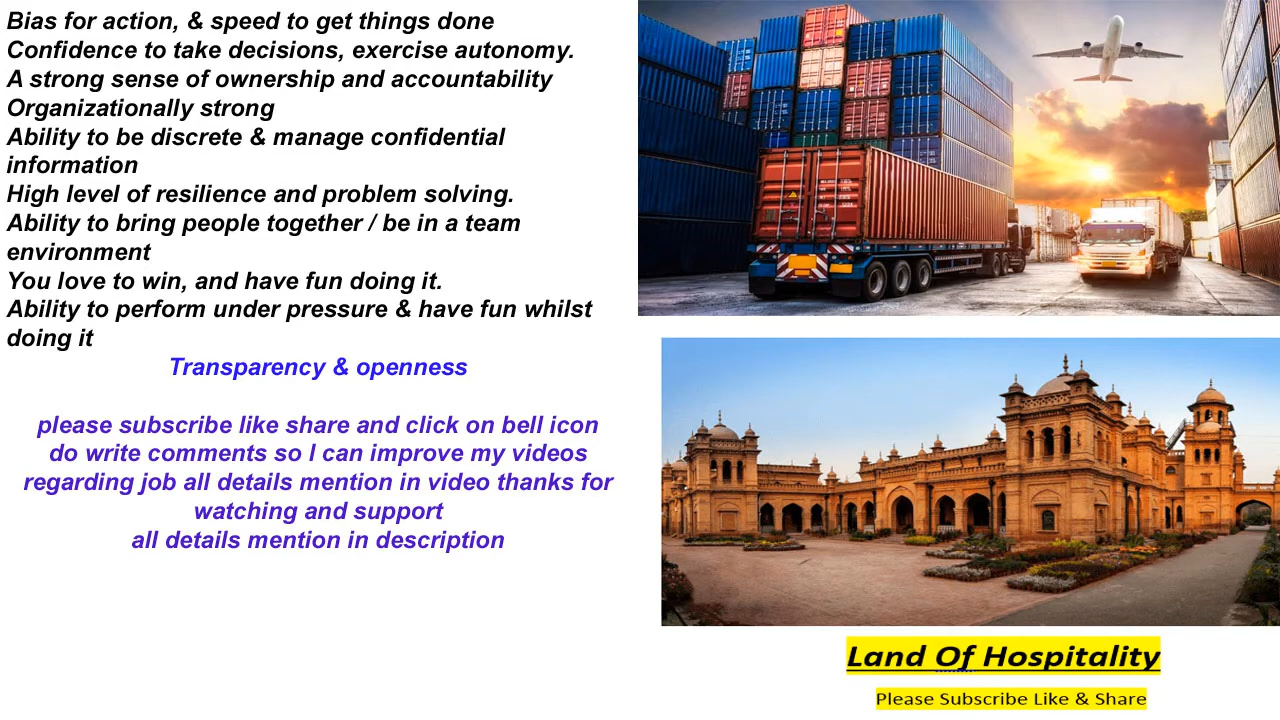 Bias for action, & speed to get things done
Confidence to take decisions, exercise autonomy.
A strong sense of ownership and accountability
Organizationally strong
Ability to be discrete & manage confidential
information
High level of resilience and problem solving.
Ability to bring people together / be in a team
environment
You love to win, and have fun doing it.
Ability to perform under pressure & have fun whilst
doing it
Transparency & openness
please subscribe like share and click on bell icon
do write comments so I can improve my videos
regarding job all details mention in video thanks for
watching and support
all details mention in description
Land Of Hospitality
Please Subscribe Like & Share